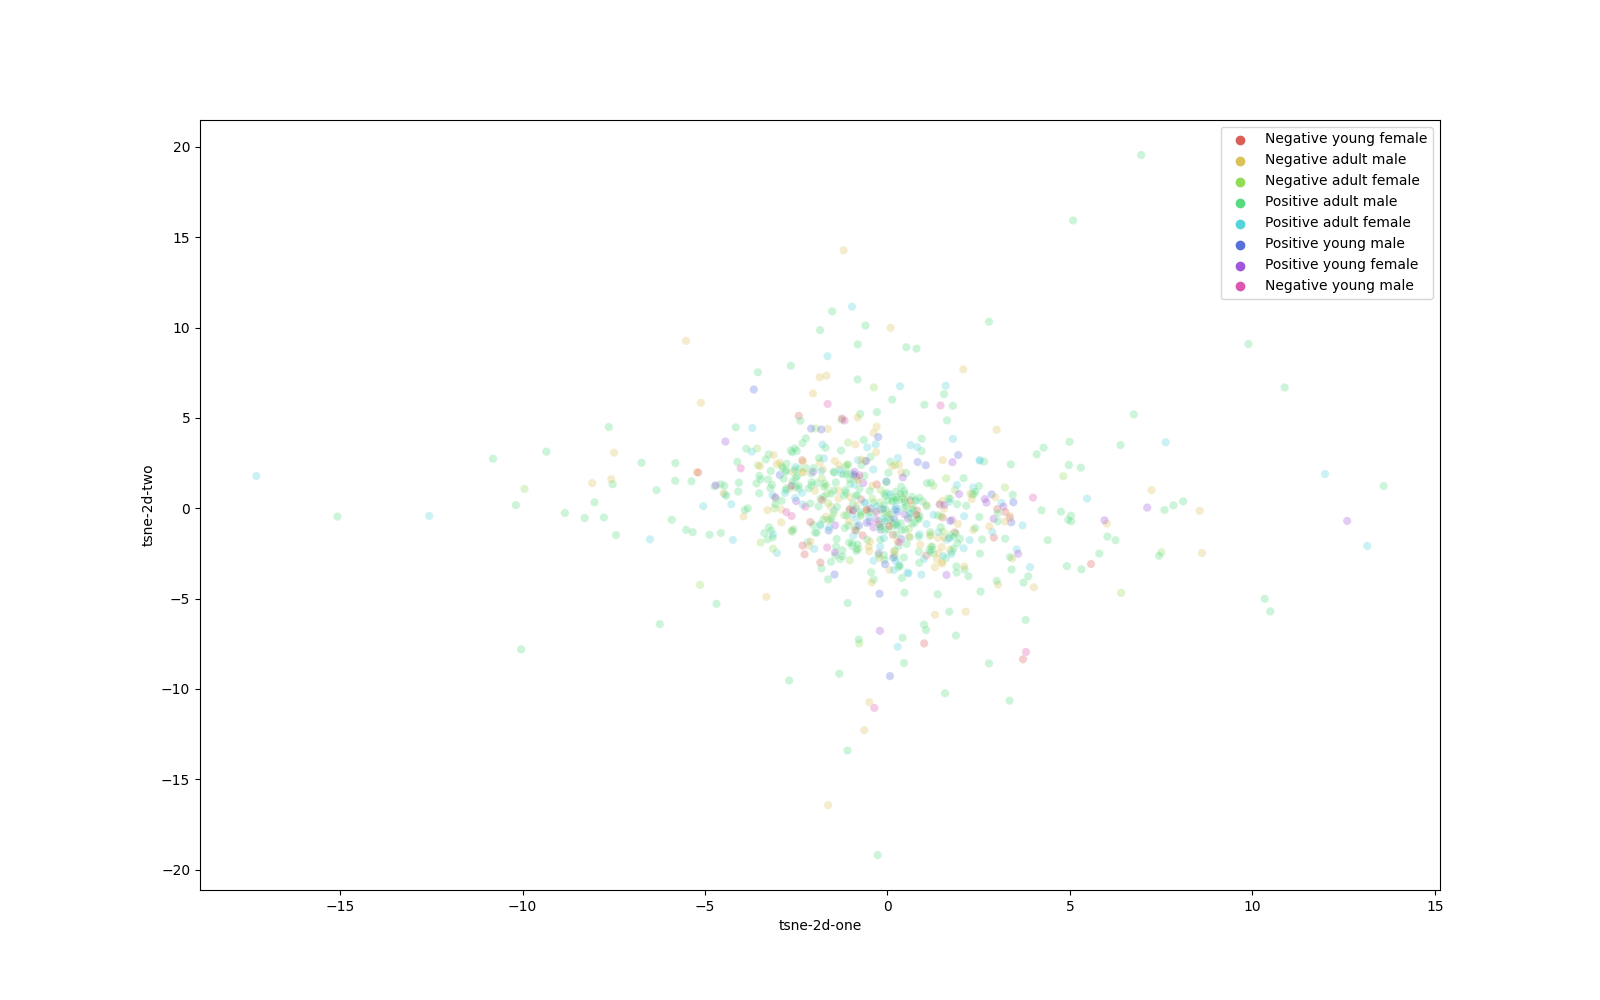 Negative young female
Negative adult male
Negative adult female
Positive adult male
Positive adult female
Positive young male
Positive young female
Negative young male
20
15
10
5
0
−5
−10
−15
−20
tsne-2d-two
−15 −10 −5 0 5 10 15
tsne-2d-one